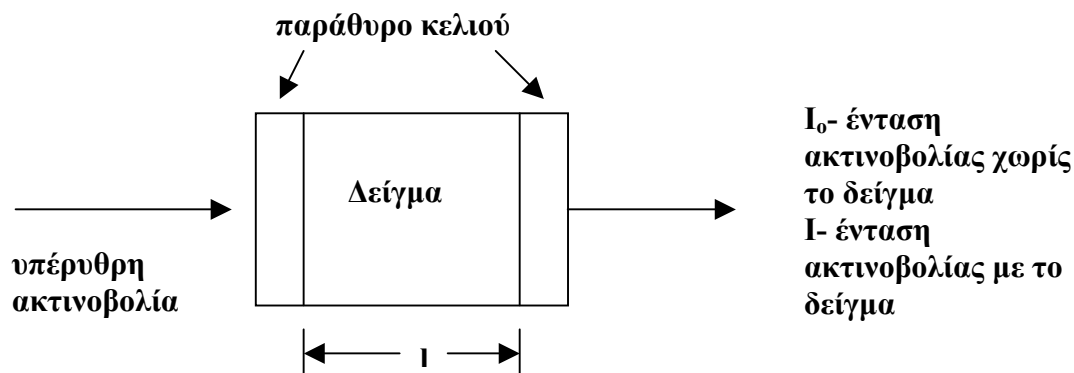 παράθυρο κελιού
Δείγμα
υπέρυθρη
ακτινοβολία
l
Iₒ- ένταση
ακτινοβολίας χωρίς
το δείγμα
I- ένταση
ακτινοβολίας με το
δείγμα